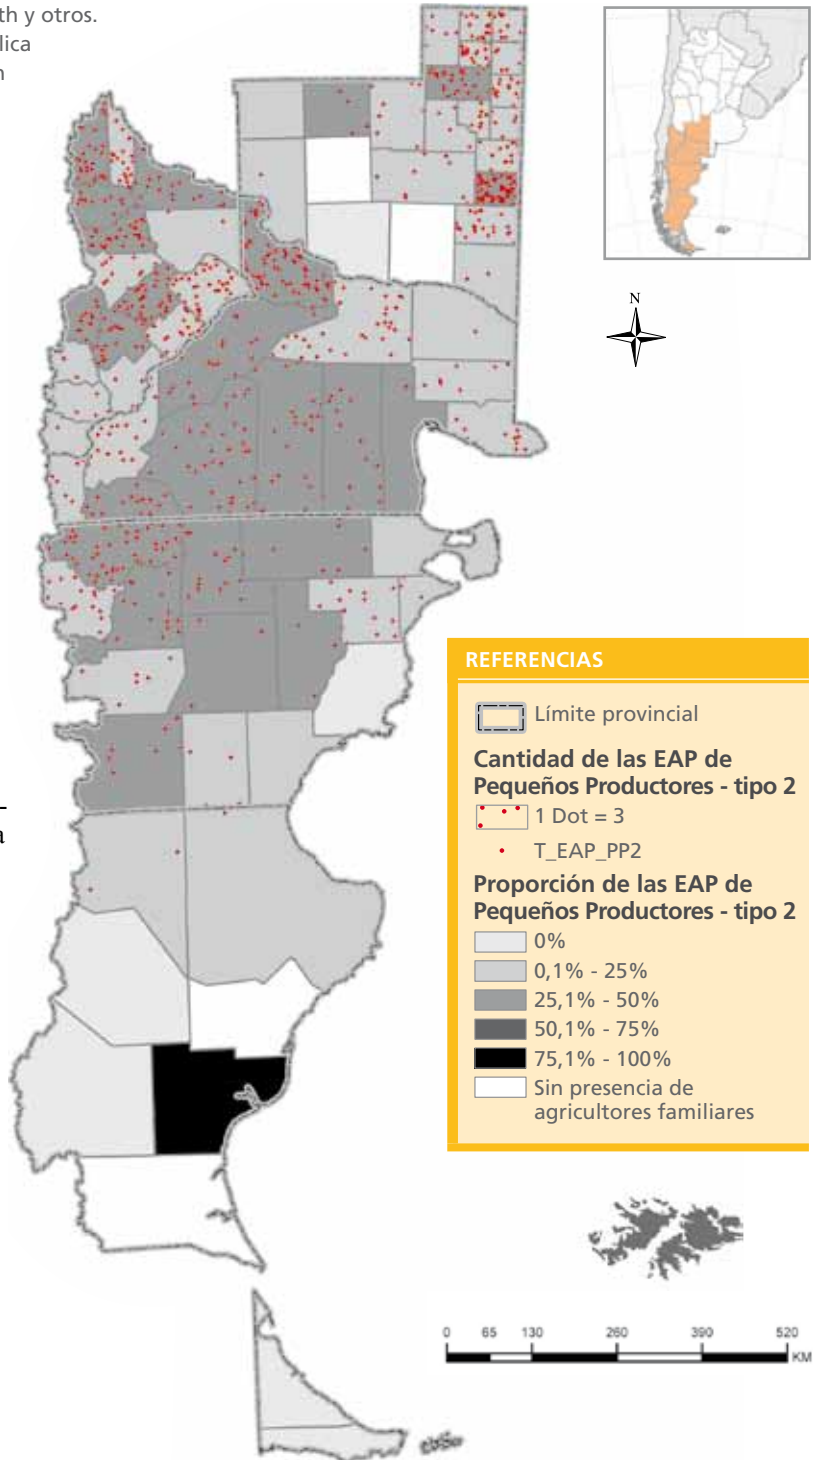 th y otros.
lica
n
N
-
a
REFERENCIAS
Límite provincial
Cantidad de las EAP de
Pequeños Productores - tipo 2
1 Dot = 3
T_EAP_PP2
Proporción de las EAP de
Pequeños Productores - tipo 2
0%
0,1% - 25%
25,1% - 50%
50,1% - 75%
75,1% - 100%
Sin presencia de
agricultores familiares
0 65 130 260 390 520
KM